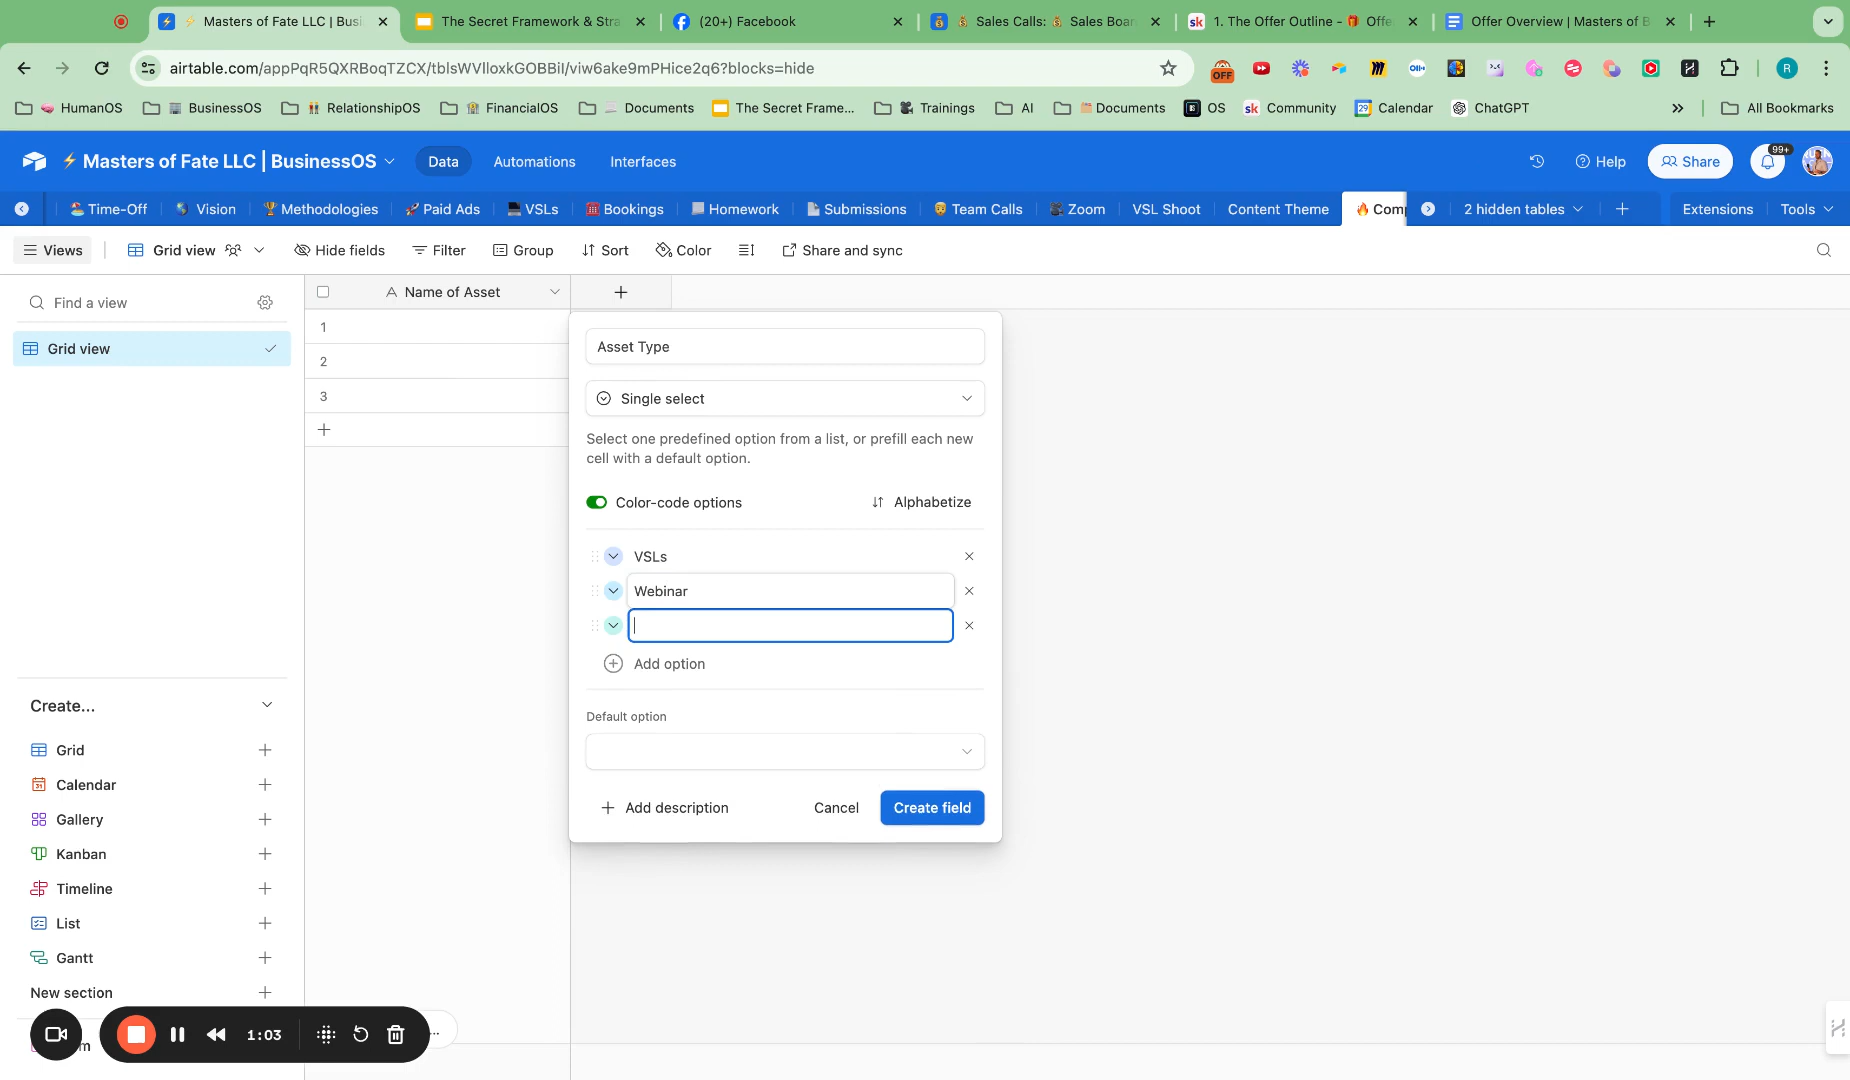 Masters of Fate LLC | Busi
The Secret Framework & Stra
(20+) Facebook
Sales Calls: 💰 Sales Boar
1. The Offer Outline - 🎁 Offe
Offer Overview | Masters of B
airtable.com/appPqR5QXRBoqTZCX/tblsWVlloxkGOBBil/viw6ake9mPHice2q6?blocks=hide
OFF
R
HumanOS
BusinessOS
RelationshipOS
FinancialOS
Documents
The Secret Frame...
Trainings
AI
Documents
OS
sk Community
Calendar
ChatGPT
All Bookmarks
⚡ Masters of Fate LLC | BusinessOS
Data
Automations
Interfaces
Help
Share
99+
Time-Off
Vision
Methodologies
Paid Ads
VSLs
Bookings
Homework
Submissions
Team Calls
Zoom
VSL Shoot
Content Theme
Comp
2 hidden tables
Extensions
Tools
Views
Grid view
Hide fields
Filter
Group
Sort
Color
Share and sync
Find a view
Name of Asset
Grid view
1
2
3
Asset Type
Single select
Select one predefined option from a list, or prefill each new
cell with a default option.
Color-code options
Alphabetize
VSLs
Webinar
Add option
Default option
Add description
Cancel
Create field
Create...
Grid
Calendar
Gallery
Kanban
Timeline
List
Gantt
New section
1:03